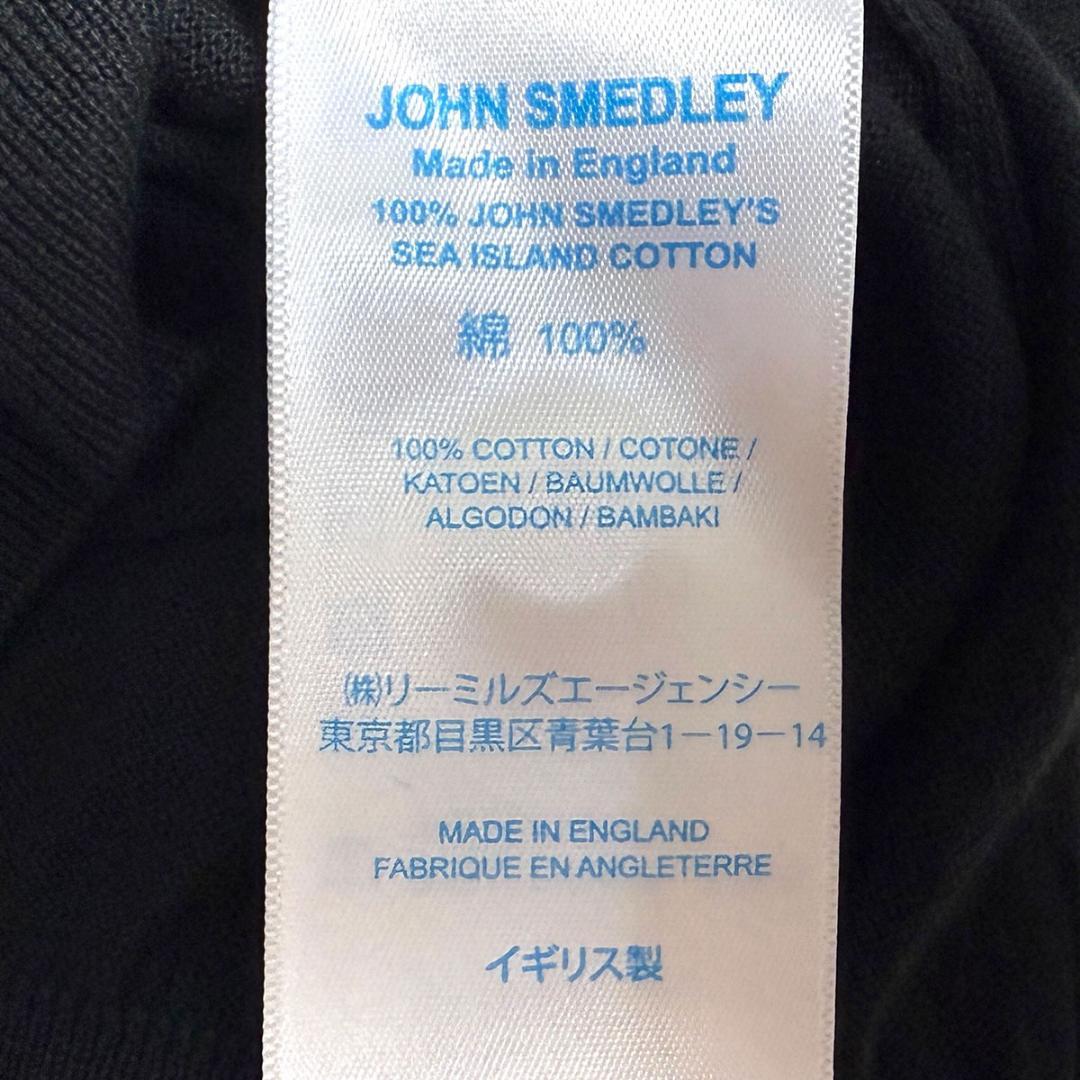 JOHN SMEDLEY
Made in England
100% JOHN SMEDLEY'S
SEA ISLAND COTTON
綿 100%
100% COTTON / COTONE /
KATOEN / BAUMWOLLE /
ALGODON / BAMBAKI
㈱リーミルズエージェンシー
東京都目黒区青葉台1－19－14
MADE IN ENGLAND
FABRIQUE EN ANGLETERRE
イギリス製